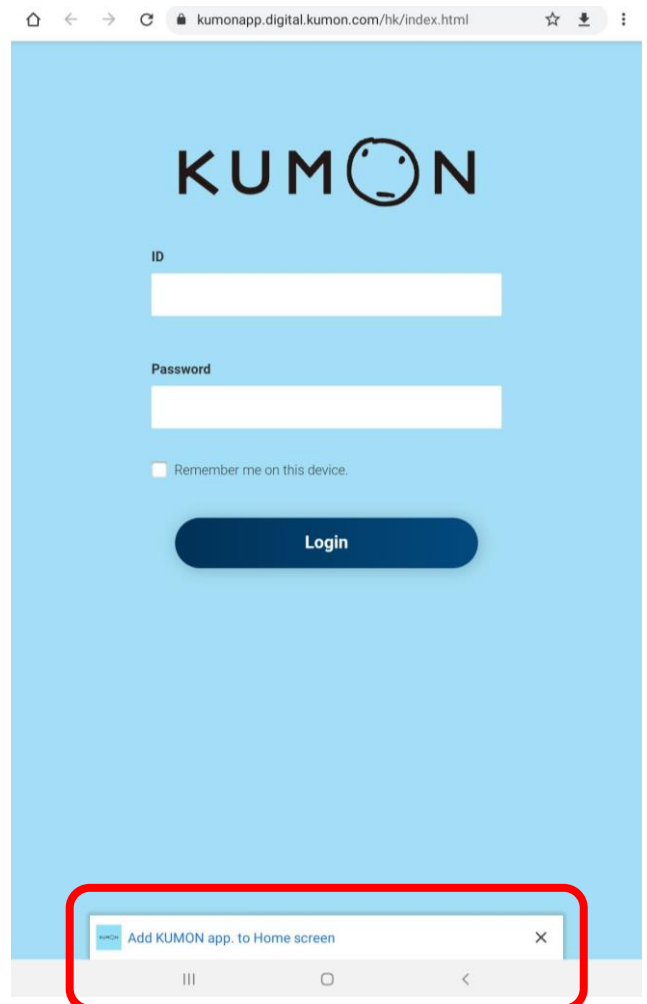 kumonapp.digital.kumon.com/hk/index.html
KUMON
ID
Password
Remember me on this device.
Login
KUMON Add KUMON app. to Home screen